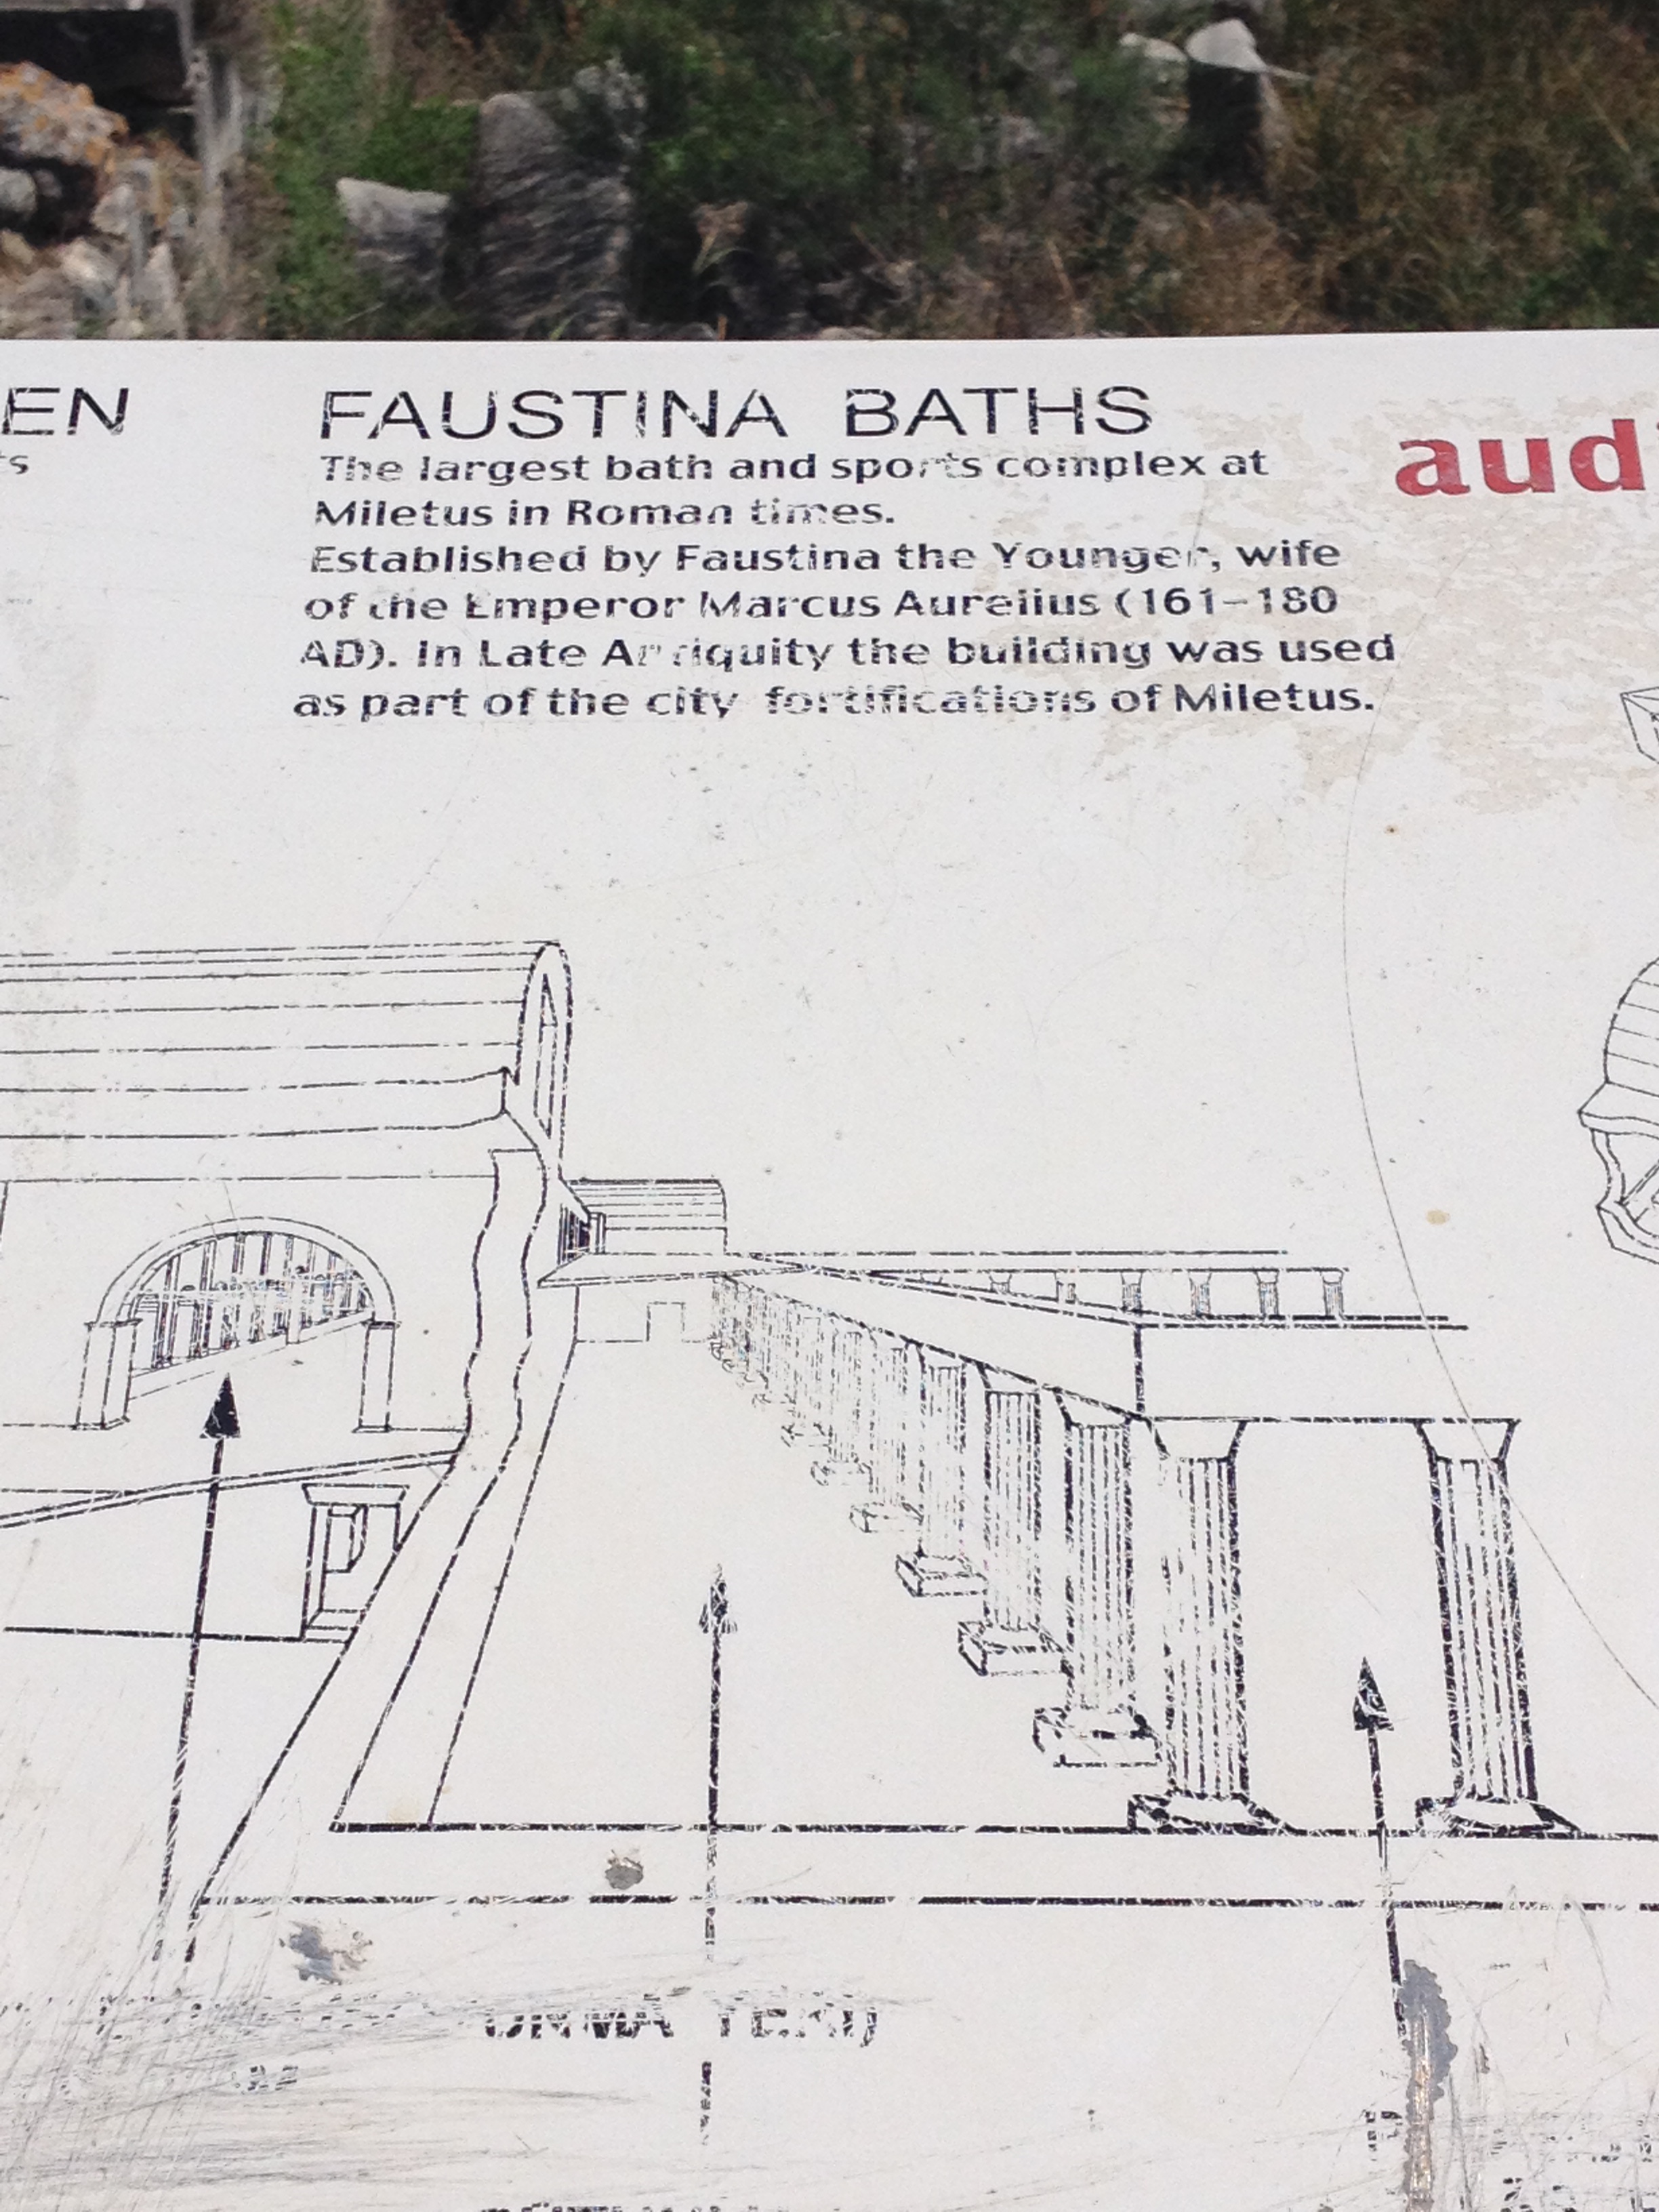 EN
FAUSTINA BATHS
The largest bath and sports complex at
Miletus in Roman times.
Established by Faustina the Younger, wife
of the Emperor Marcus Aurelius (161–180
AD). In Late Antiquity the building was used
as part of the city fortifications of Miletus.
ts
aud